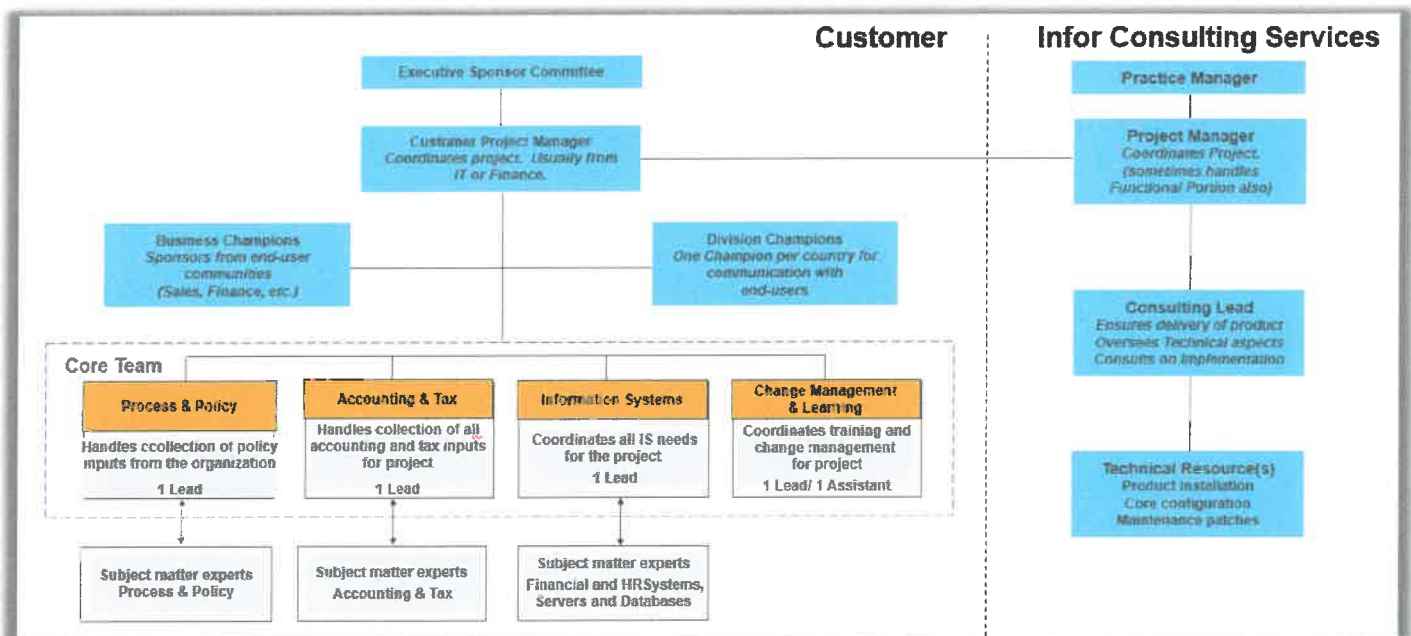 Customer
Infor Consulting Services
Executive Sponsor Committee
Practice Manager
Customer Project Manager
Coordinates project. Usually from
IT or Finance.
Project Manager
Coordinates Project.
(sometimes handles
Functional Portion also)
Business Champions
Sponsors from end-user
communities
(Sales, Finance, etc.)
Division Champions
One Champion per country for
communication with
end-users
Consulting Lead
Ensures delivery of product
Oversees Technical aspects
Consults on Implementation
Core Team
Process & Policy
Handles ccollection of policy
inputs from the organization
1 Lead
Accounting & Tax
Handles collection of all
accounting and tax inputs
for project
1 Lead
Information Systems
Coordinates all IS needs
for the project
1 Lead
Change Management
& Learning
Coordinates training and
change management
for project
1 Lead/ 1 Assistant
Technical Resource(s)
Product installation
Core configuration
Maintenance patches
Subject matter experts
Process & Policy
Subject matter experts
Accounting & Tax
Subject matter experts
Financial and HRSystems,
Servers and Databases